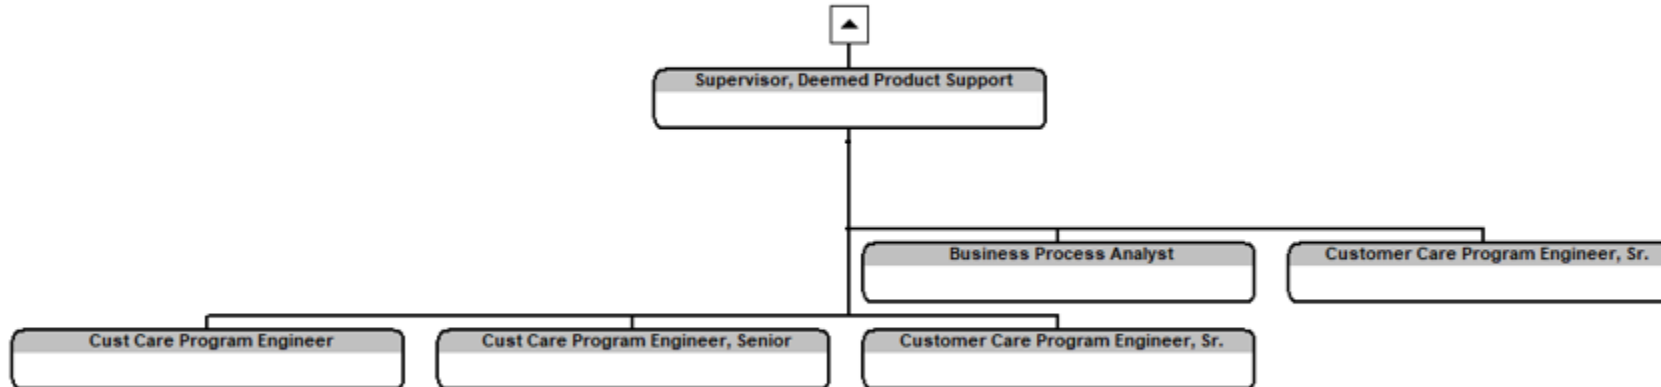 Supervisor, Deemed Product Support
Business Process Analyst
Customer Care Program Engineer, Sr.
Cust Care Program Engineer
Cust Care Program Engineer, Senior
Customer Care Program Engineer, Sr.